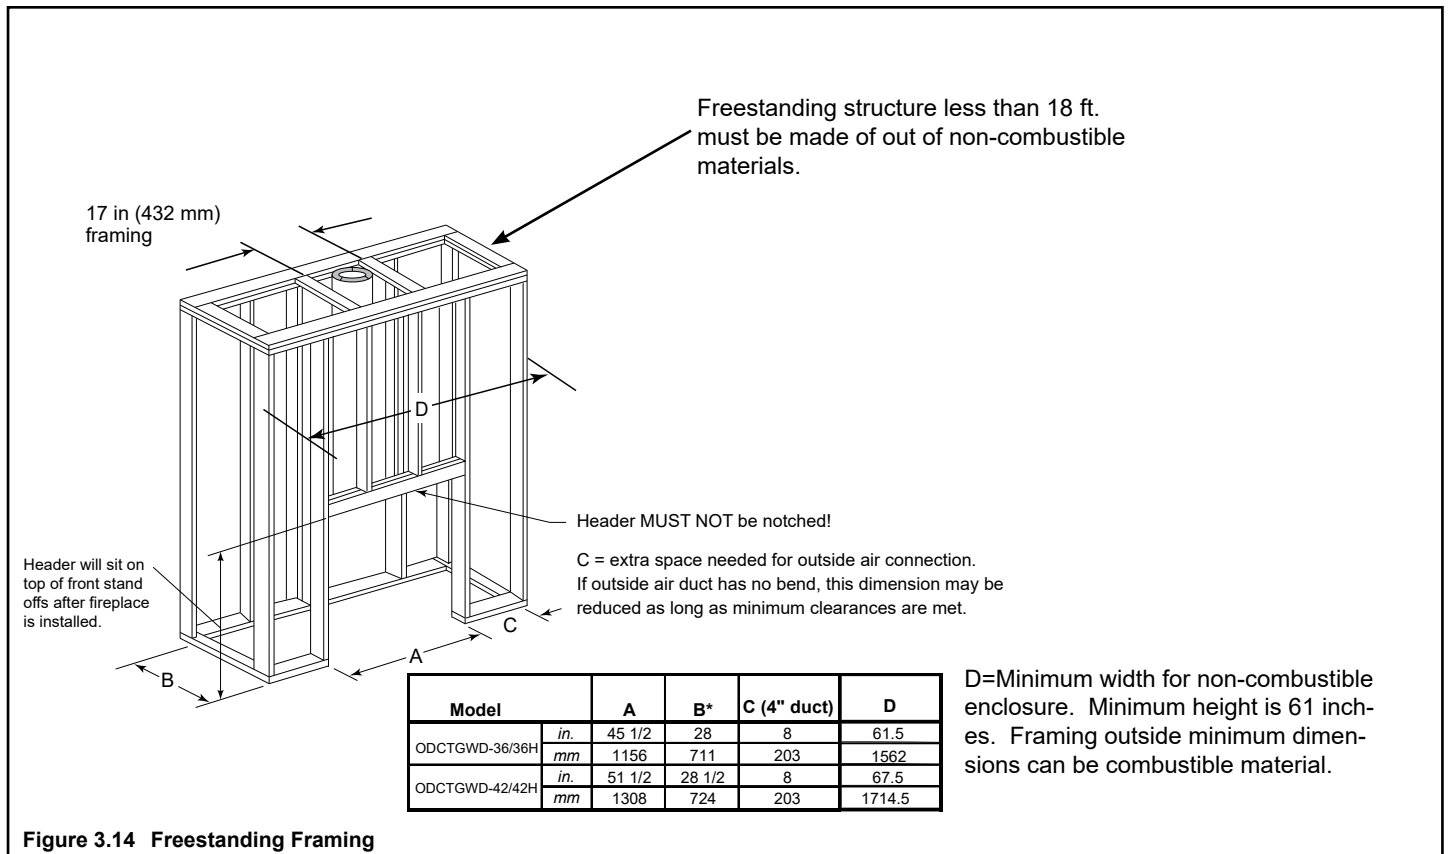 Freestanding structure less than 18 ft.
must be made of out of non-combustible
materials.
17 in (432 mm)
framing
D
Header MUST NOT be notched!
C = extra space needed for outside air connection.
If outside air duct has no bend, this dimension may be
reduced as long as minimum clearances are met.
Header will sit on
top of front stand
offs after fireplace
is installed.
C
A
B
Model A B* C (4" duct) D
ODCTGWD-36/36H in. 45 1/2 28 8 61.5
mm 1156 711 203 1562
ODCTGWD-42/42H in. 51 1/2 28 1/2 8 67.5
mm 1308 724 203 1714.5
D=Minimum width for non-combustible
enclosure. Minimum height is 61 inch-
es. Framing outside minimum dimen-
sions can be combustible material.
Figure 3.14 Freestanding Framing